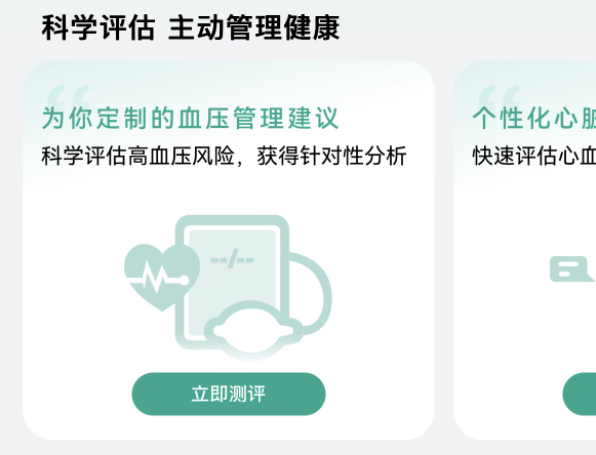 科学评估 主动管理健康
为你定制的血压管理建议
科学评估高血压风险，获得针对性分析
--/--
立即测评
个性化心脏
快速评估心血